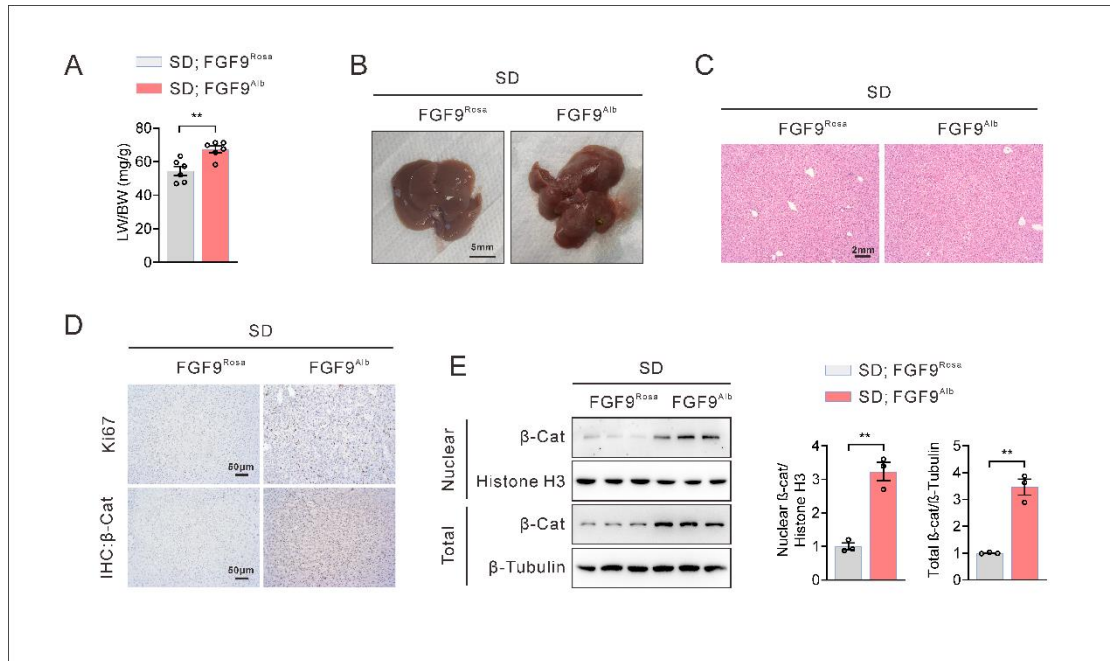 A
SD; FGF9ᴿᵒˢᵃ
SD; FGF9ᴬˡᵇ
**
80
60
40
20
0
LW/BW (mg/g)
B
SD
FGF9ᴿᵒˢᵃ FGF9ᴬˡᵇ
5mm
C
SD
FGF9ᴿᵒˢᵃ FGF9ᴬˡᵇ
2mm
D
SD
FGF9ᴿᵒˢᵃ FGF9ᴬˡᵇ
Ki67
50μm
IHC:β-Cat
50μm
E
SD
FGF9ᴿᵒˢᵃ FGF9ᴬˡᵇ
Nuclear
β-Cat
Histone H3
Total
β-Cat
β-Tubulin
SD; FGF9ᴿᵒˢᵃ
SD; FGF9ᴬˡᵇ
**
4
3
2
1
0
Nuclear ß-cat/
Histone H3
**
5
4
3
2
1
0
Total ß-cat/ß-Tubulin